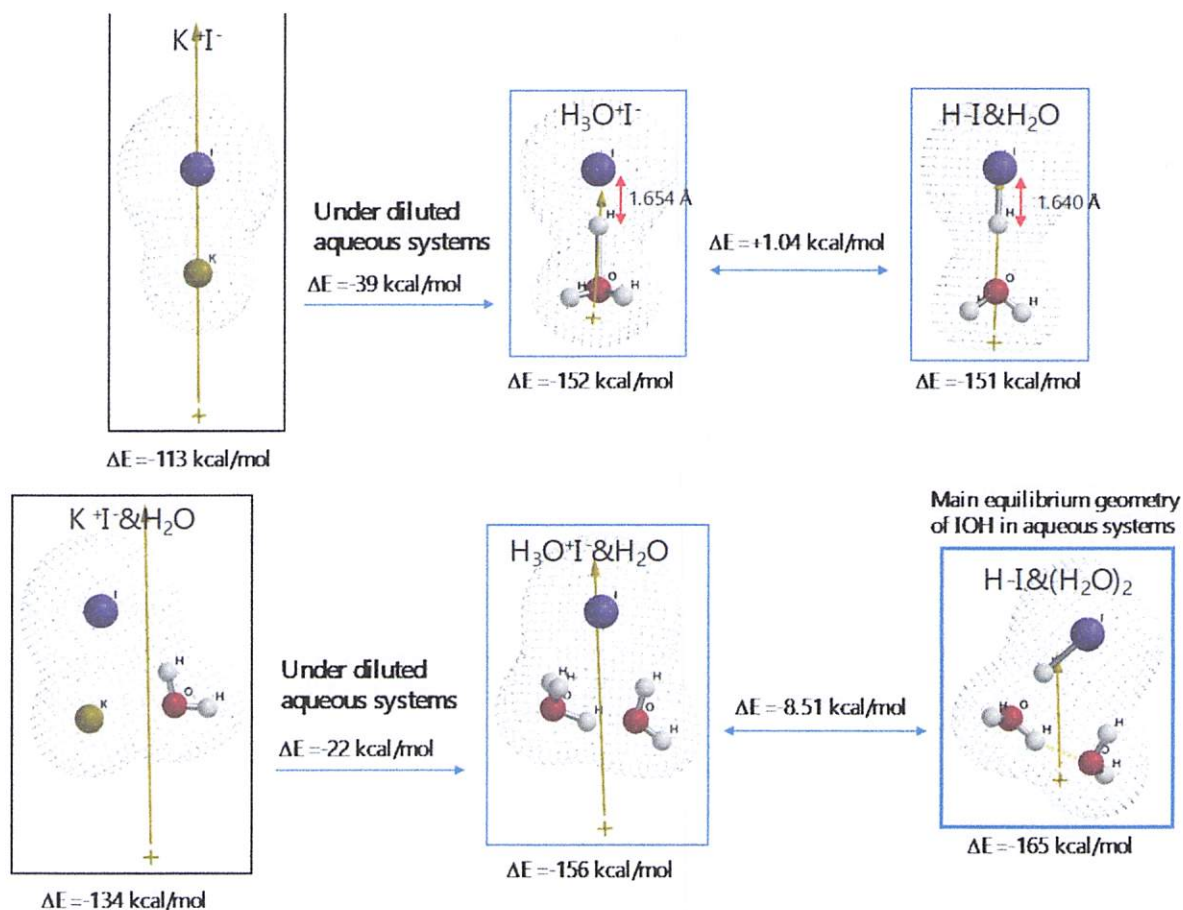 K⁺I⁻
I
K
ΔE =-113 kcal/mol
Under diluted
aqueous systems
ΔE =-39 kcal/mol
H₃O⁺I⁻
I
1.654 Å
H
O
H
H
ΔE =-152 kcal/mol
ΔE =+1.04 kcal/mol
H-I&H₂O
I
1.640 Å
H
O
H
H
ΔE =-151 kcal/mol
K⁺I⁻&H₂O
I
H
O
H
K
ΔE =-134 kcal/mol
Under diluted
aqueous systems
ΔE =-22 kcal/mol
H₃O⁺I⁻&H₂O
I
H
H
H
O
H
O
H
ΔE =-156 kcal/mol
ΔE =-8.51 kcal/mol
Main equilibrium geometry
of IOH in aqueous systems
H-I&(H₂O)₂
I
H
O
H
H
O
H
ΔE =-165 kcal/mol